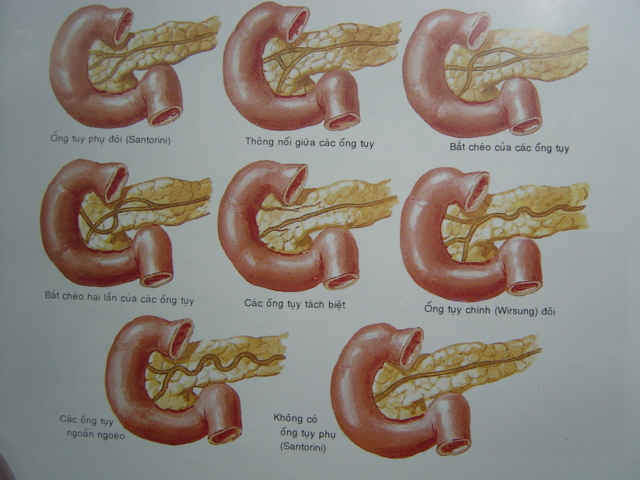 Ống tụy phụ đôi (Santorini)
Thông nối giữa các ống tụy
Bắt chéo của các ống tụy
Bắt chéo hai lần của các ống tụy
Các ống tụy tách biệt
Ống tụy chính (Wirsung) đôi
Các ống tụy
ngoằn ngoèo
Không có
ống tụy phụ
(Santorini)